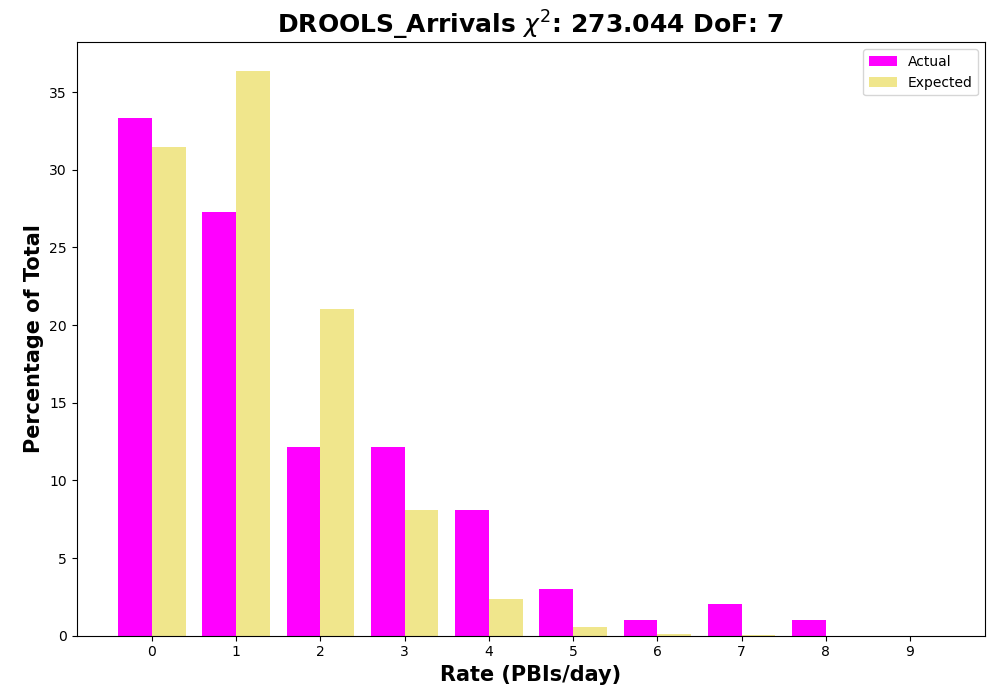 DROOLS_Arrivals χ²: 273.044 DoF: 7
Actual
Expected
Percentage of Total
35
30
25
20
15
10
5
0
0 1 2 3 4 5 6 7 8 9
Rate (PBIs/day)